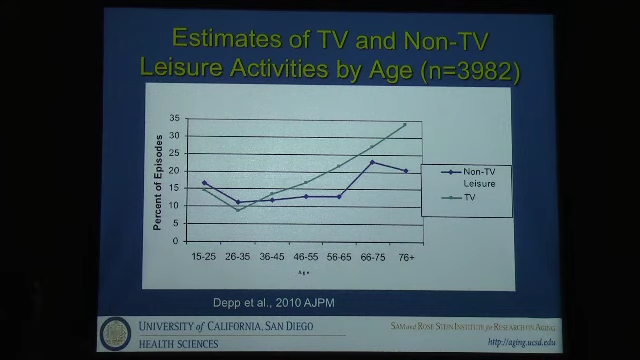 Estimates of TV and Non-TV
Leisure Activities by Age (n=3982)
Percent of Episodes
35
30
25
20
15
10
5
0
15-25 26-35 36-45 46-55 56-65 66-75 76+
Age
Non-TV
Leisure
TV
Depp et al., 2010 AJPM
UNIVERSITY of CALIFORNIA, SAN DIEGO
HEALTH SCIENCES
SAM AND ROSE STEIN INSTITUTE for RESEARCH ON AGING
http://aging.ucsd.edu